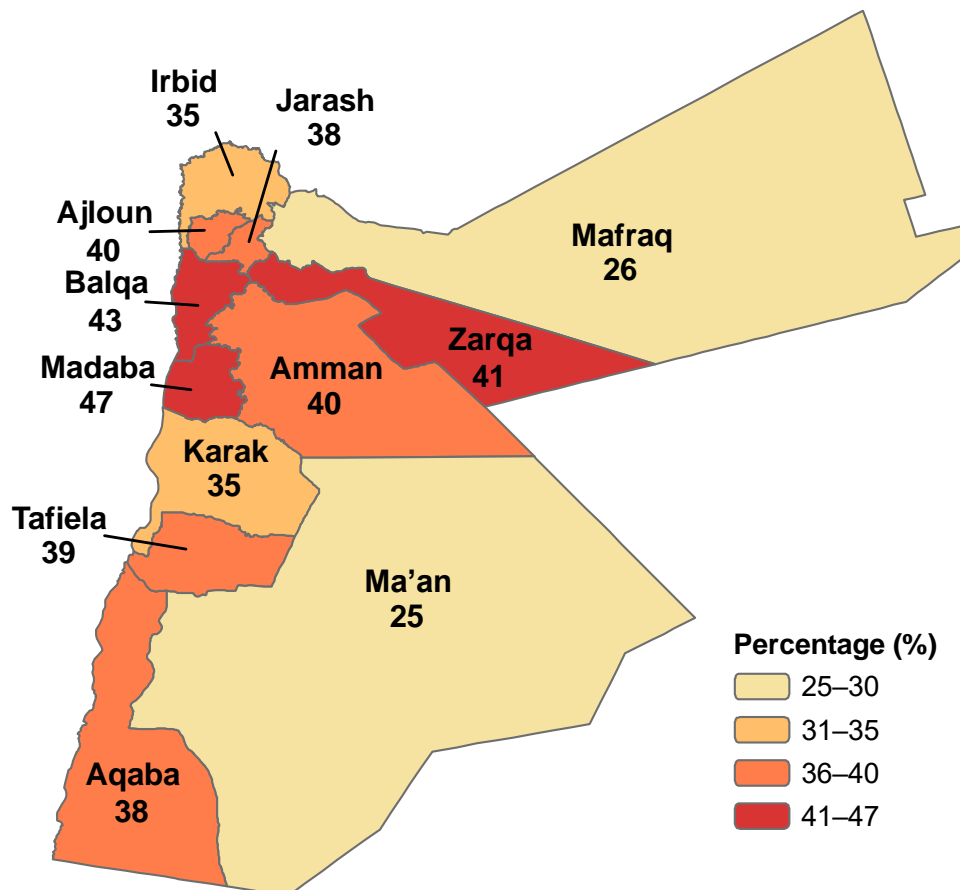 Irbid
35
Jarash
38
Ajloun
40
Mafraq
26
Balqa
43
Zarqa
41
Madaba
47
Amman
40
Karak
35
Tafiela
39
Ma’an
25
Aqaba
38
Percentage (%)
25–30
31–35
36–40
41–47